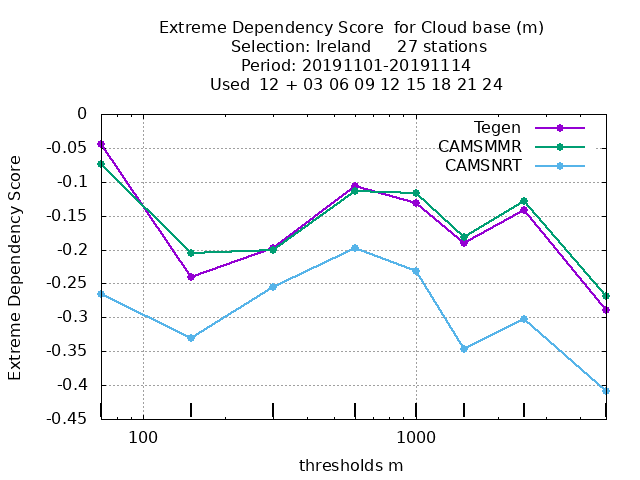 Extreme Dependency Score  for Cloud base (m)
Selection: Ireland     27 stations
Period: 20191101-20191114
Used  12 + 03 06 09 12 15 18 21 24
Tegen
CAMSMMR
CAMSNRT
0
-0.05
-0.1
-0.15
-0.2
-0.25
-0.3
-0.35
-0.4
-0.45
Extreme Dependency Score
100
1000
thresholds m